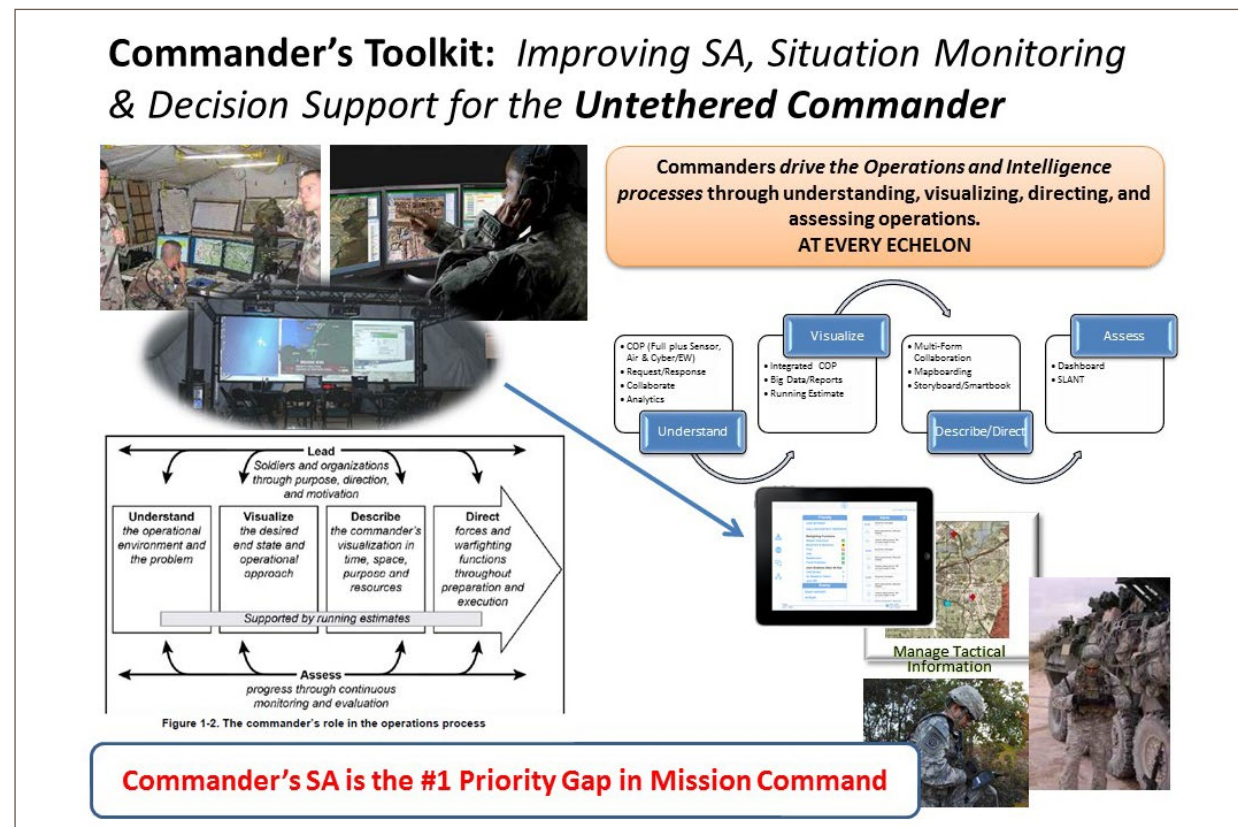 Commander's Toolkit: Improving SA, Situation Monitoring
& Decision Support for the Untethered Commander
Commanders drive the Operations and Intelligence
processes through understanding, visualizing, directing, and
assessing operations.
AT EVERY ECHELON
• COP (Full plus Sensor,
Air & Cyber/EW)
• Request/Response
• Collaborate
• Analytics
Understand
Visualize
• Integrated COP
• Big Data/Reports
• Running Estimate
• Multi-Form
Collaboration
• Mapboarding
• Storyboard/Smartbook
Describe/Direct
Assess
• Dashboard
• SLANT
Lead
Soldiers and organizations
through purpose, direction,
and motivation
Understand
the operational
environment and
the problem
Visualize
the desired
end state and
operational
approach
Describe
the commander's
visualization in
time, space,
purpose and
resources
Direct
forces and
warfighting
functions
throughout
preparation and
execution
Supported by running estimates
Assess
progress through continuous
monitoring and evaluation
Figure 1-2. The commander's role in the operations process
Manage Tactical
Information
Commander's SA is the #1 Priority Gap in Mission Command